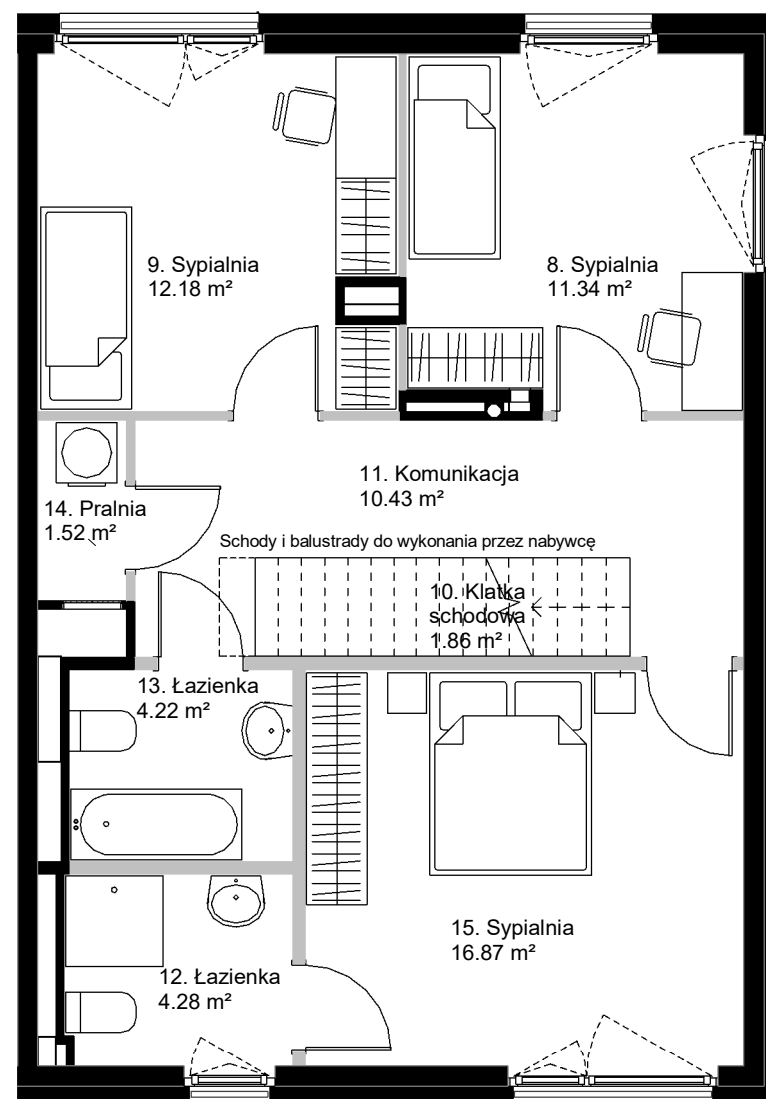 9. Sypialnia
12.18 m²
8. Sypialnia
11.34 m²
11. Komunikacja
10.43 m²
14. Pralnia
1.52 m²
Schody i balustrady do wykonania przez nabywcę
10. Klatka
schodowa
1.86 m²
13. Łazienka
4.22 m²
15. Sypialnia
16.87 m²
12. Łazienka
4.28 m²